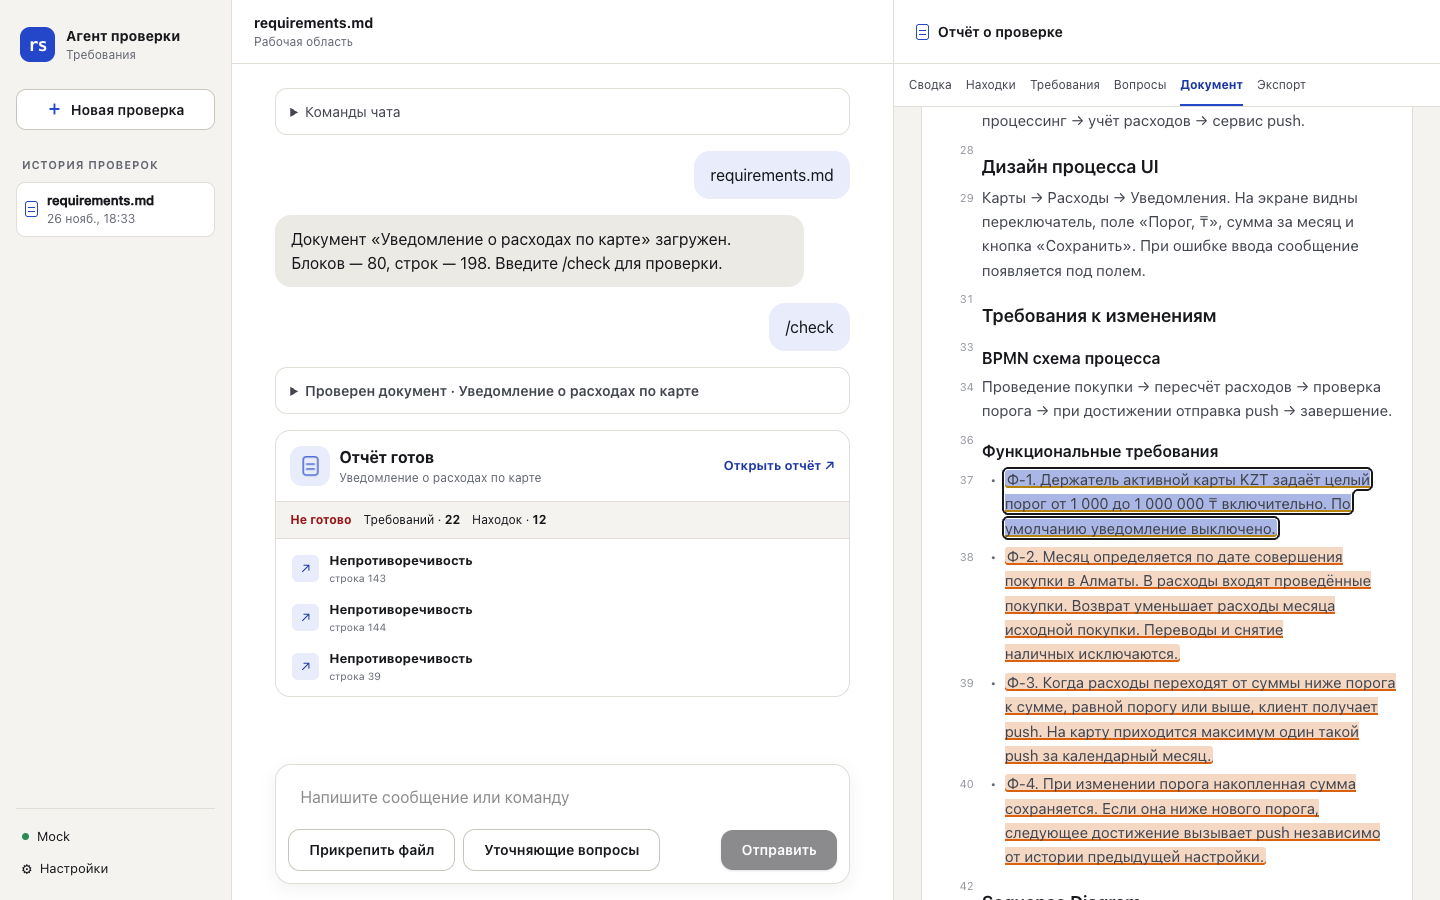 rs
Агент проверки
Требования
+ Новая проверка
ИСТОРИЯ ПРОВЕРОК
requirements.md
26 нояб., 18:33
Mock
Настройки
requirements.md
Рабочая область
Команды чата
requirements.md
Документ «Уведомление о расходах по карте» загружен.
Блоков — 80, строк — 198. Введите /check для проверки.
/check
Проверен документ · Уведомление о расходах по карте
Отчёт готов
Уведомление о расходах по карте
Открыть отчёт ↗
Не готово Требований · 22 Находок · 12
Непротиворечивость
строка 143
Непротиворечивость
строка 144
Непротиворечивость
строка 39
Напишите сообщение или команду
Прикрепить файл
Уточняющие вопросы
Отправить
Отчёт о проверке
Сводка Находки Требования Вопросы Документ Экспорт
процессинг → учёт расходов → сервис push.
28
Дизайн процесса UI
29 Карты → Расходы → Уведомления. На экране видны
переключатель, поле «Порог, ₸», сумма за месяц и
кнопка «Сохранить». При ошибке ввода сообщение
появляется под полем.
31
Требования к изменениям
33
BPMN схема процесса
34 Проведение покупки → пересчёт расходов → проверка
порога → при достижении отправка push → завершение.
36
Функциональные требования
37 • Ф-1. Держатель активной карты KZT задаёт целый
порог от 1 000 до 1 000 000 ₸ включительно. По
умолчанию уведомление выключено.
38 • Ф-2. Месяц определяется по дате совершения
покупки в Алматы. В расходы входят проведённые
покупки. Возврат уменьшает расходы месяца
исходной покупки. Переводы и снятие
наличных исключаются.
39 • Ф-3. Когда расходы переходят от суммы ниже порога
к сумме, равной порогу или выше, клиент получает
push. На карту приходится максимум один такой
push за календарный месяц.
40 • Ф-4. При изменении порога накопленная сумма
сохраняется. Если она ниже нового порога,
следующее достижение вызывает push независимо
от истории предыдущей настройки.
42
Sequence Diagram